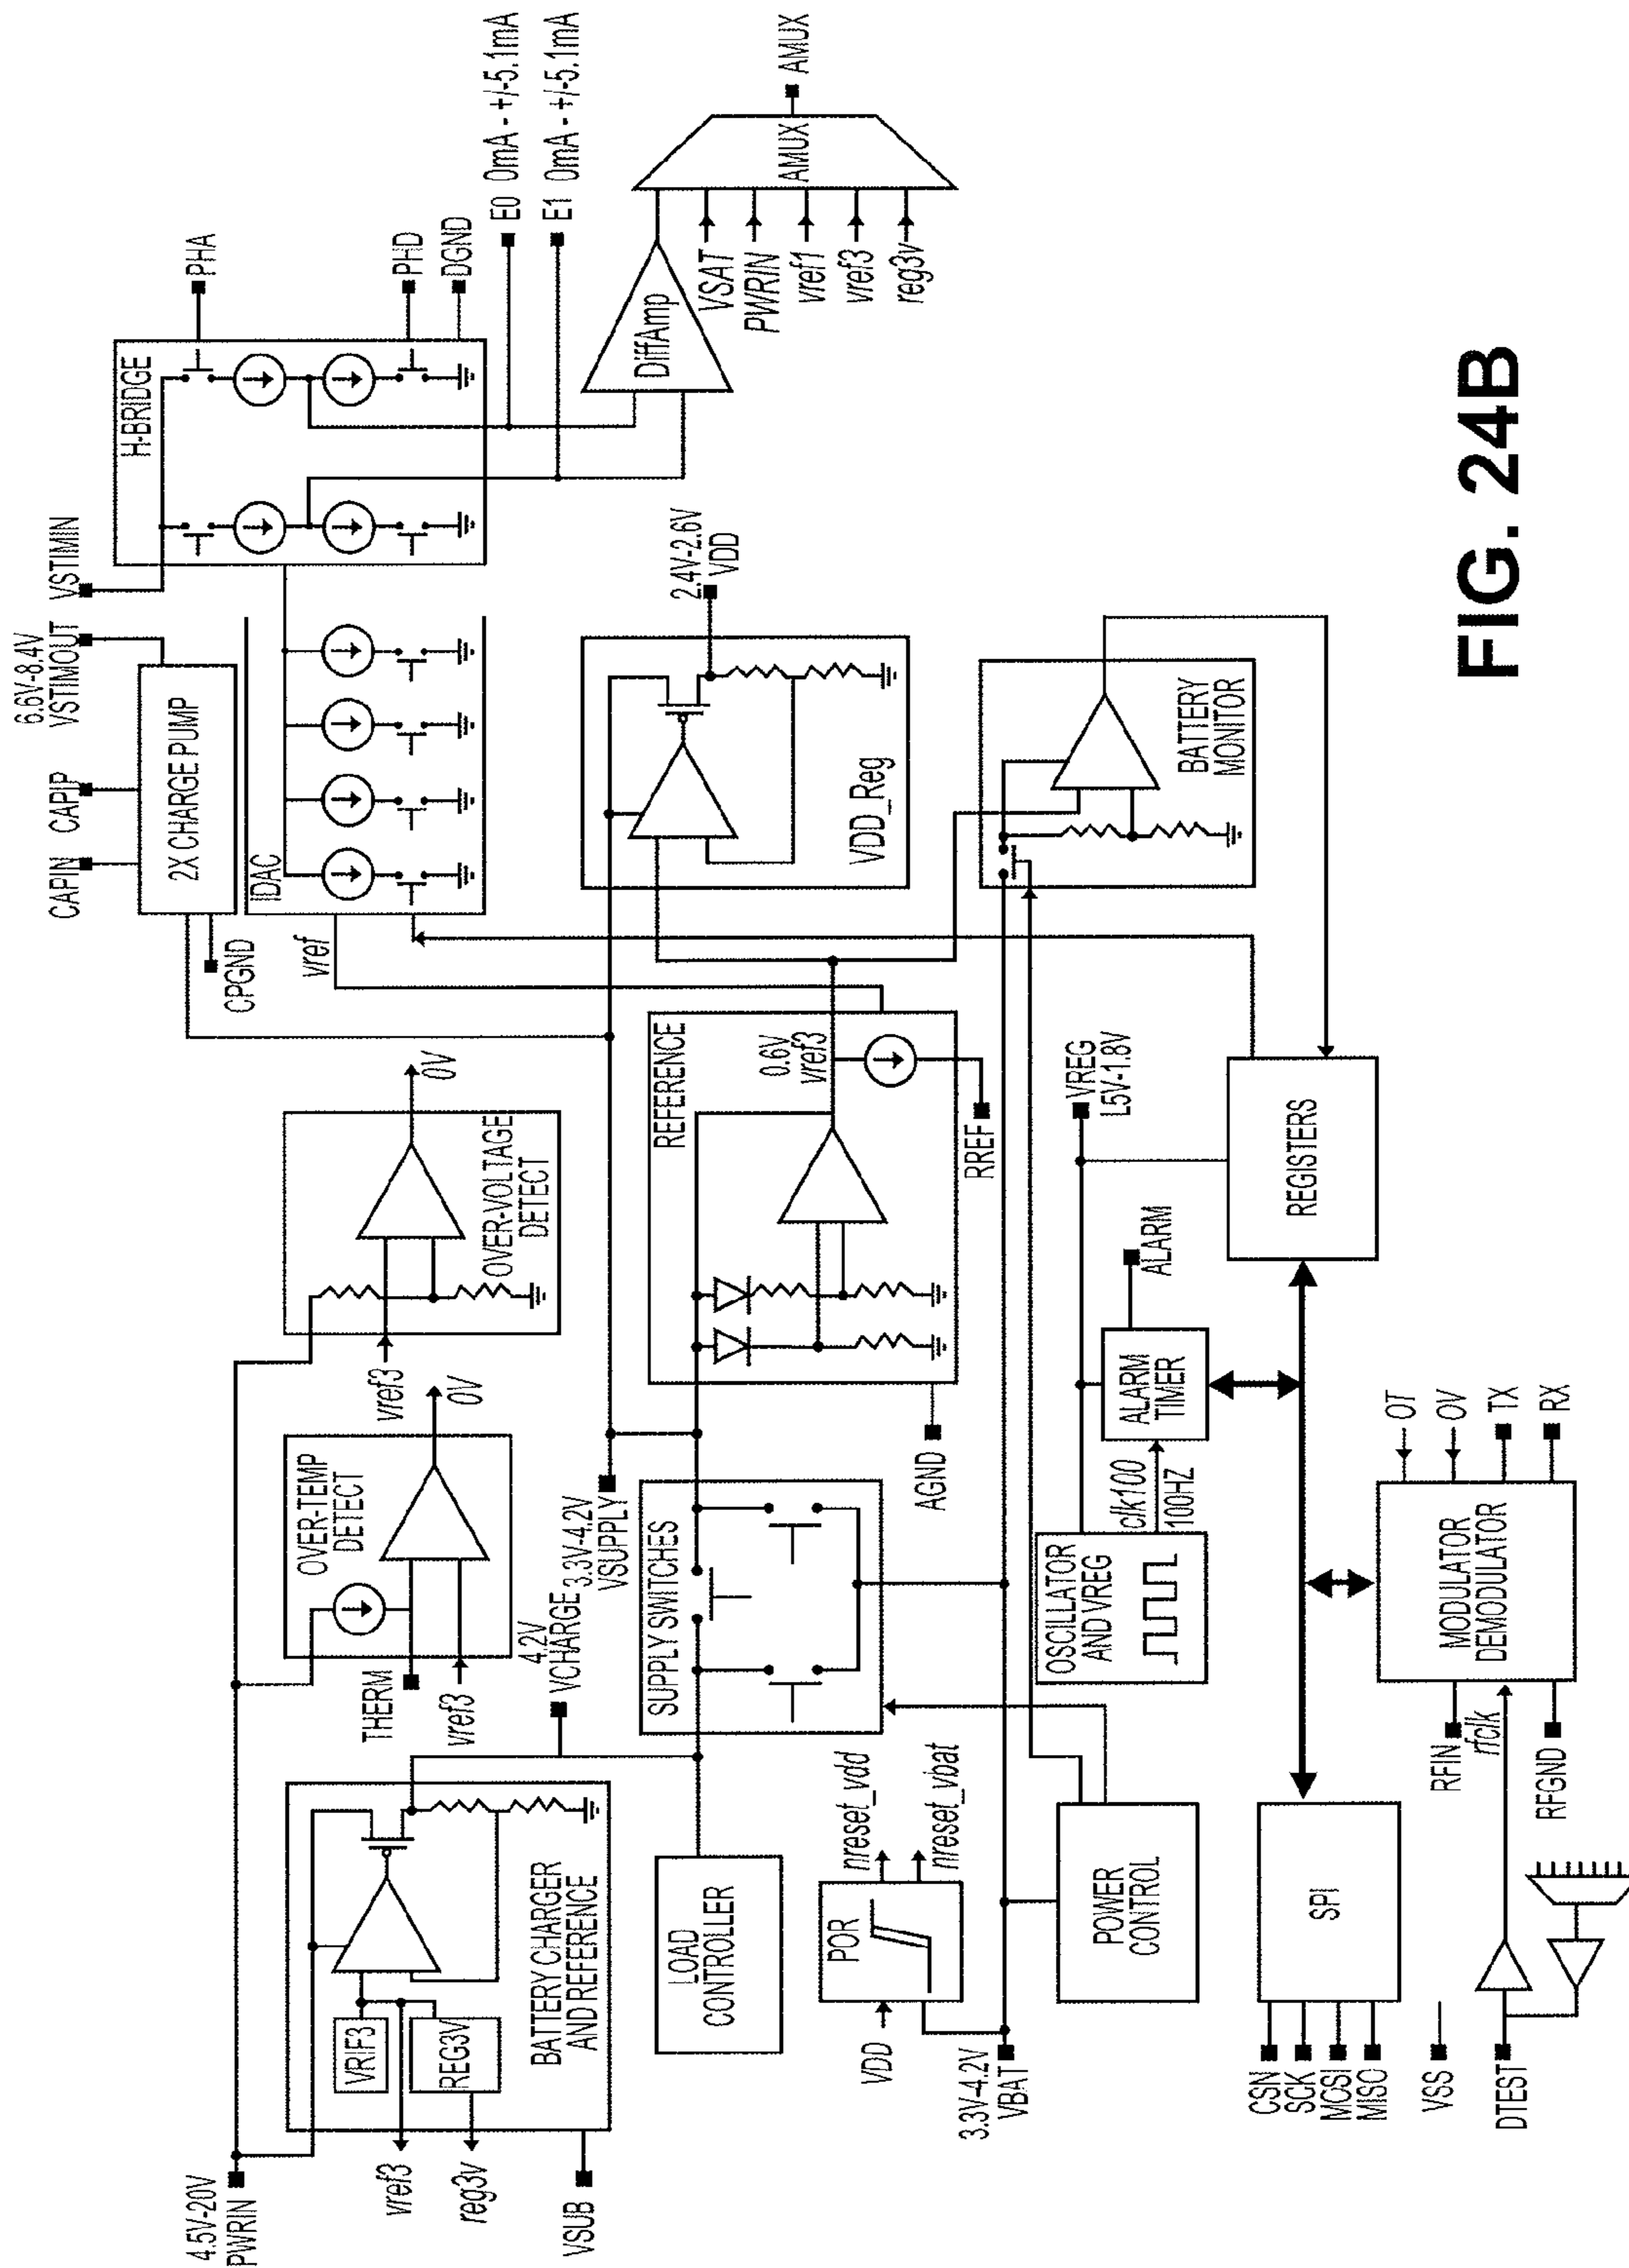 4.5V-20V
PWRIN
vref3
reg3v
VSUB
VRIF3
REG3V
BATTERY CHARGER
AND REFERENCE
THERM
vref3
OVER-TEMP
DETECT
0V
vref3
OVER-VOLTAGE
DETECT
0V
CPGND
CAPIN
CAPIP
6.6V-8.4V
VSTIMOUT
VSTIMIN
2X CHARGE PUMP
IDAC
vref
H-BRIDGE
PHA
PHD
DGND
E0 0mA - +/-5.1mA
E1 0mA - +/-5.1mA
DiffAmp
VSAT
PWRIN
vref1
vref3
reg3v
AMUX
AMUX
4.2V
VCHARGE
3.3V-4.2V
VSUPPLY
LOAD
CONTROLLER
SUPPLY SWITCHES
AGND
REFERENCE
0.6V
vref3
RREF
VDD_Reg
2.4V-2.6V
VDD
BATTERY
MONITOR
VDD
POR
nreset_vdd
nreset_vbat
3.3V-4.2V
VBAT
POWER
CONTROL
OSCILLATOR
AND VREG
clk100
100HZ
ALARM
TIMER
ALARM
VREG
L5V-1.8V
REGISTERS
CSN
SCK
MOSI
MISO
SPI
VSS
DTEST
RFIN
rfclk
RFGND
MODULATOR
DEMODULATOR
OT
OV
TX
RX
FIG. 24B